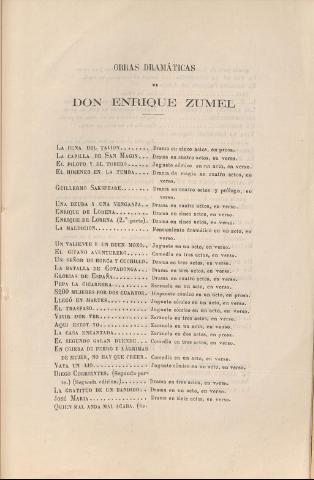 OBRAS DRAMÁTICAS
DE
DON ENRIQUE ZUMEL
LA PENA DEL TALION....... Drama en cinco actos, en prosa.
LA CAPILLA DE SAN MAGIN... Drama en cuatro actos, en verso.
EL PILOTO Y EL TORERO..... Juguete cómico en un acto, en verso.
EL HIMENEO EN LA TUMBA.... Drama de magia en cuatro actos, en
verso.
GUILLERMO SAKSPEARE....... Drama en cuatro actos y prólogo, en
verso.
UNA DEUDA Y UNA VENGANZA.. Drama en cuatro actos, en verso.
ENRIQUE DE LORENA......... Drama en cinco actos, en verso.
ENRIQUE DE LORENA (2.ª parte). Drama en cinco actos, en verso.
LA MALDICION.............. Pensamiento dramático en un acto, en
verso.
UN VALIENTE Y UN BUEN MOZO. Juguete en un acto, en verso.
EL GITANO AVENTURERO...... Comedia en tres actos, en verso.
UN SEÑOR DE HORCA Y CUCHILLO. Drama en tres actos, en verso.
LA BATALLA DE COVADONGA... Drama en tres actos, en verso.
GLORIAS DE ESPAÑA......... Drama en tres actos, en verso.
PEPA LA CIGARRERA......... Zarzuela en un acto, en verso.
8200 MUJERES POR DOS CUARTOS. Juguete cómico en un acto, en prosa.
LLEGÓ EN MARTES........... Juguete cómico en un acto, en verso.
EL TRASPASO............... Juguete cómico en un acto, en verso.
VIVIR POR VER............. Zarzuela en tres actos, en verso.
AQUÍ ESTOY YO............. Zarzuela en un acto, en verso.
LA CASA ENCANTADA......... Zarzuela en dos actos, en verso.
EL SEGUNDO GALAN DUENDE... Comedia en tres actos, en verso.
EN COJERA DE PERRO Y LÁGRIMAS
DE MUJER, NO HAY QUE CREER. Comedia en un acto, en verso.
VAYA UN LIO............... Juguete cómico en un acto, en verso.
DIEGO CORRIENTES. (Segunda par-
te.) (Segunda edicion.)...... Drama en tres actos, en verso.
LA GRATITUD DE UN BANDIDO.. Drama en un acto, en verso.
JOSÉ MARIA................ Drama en siete actos, en verso.
QUIEN MAL ANDA MAL ACABA. (Se-